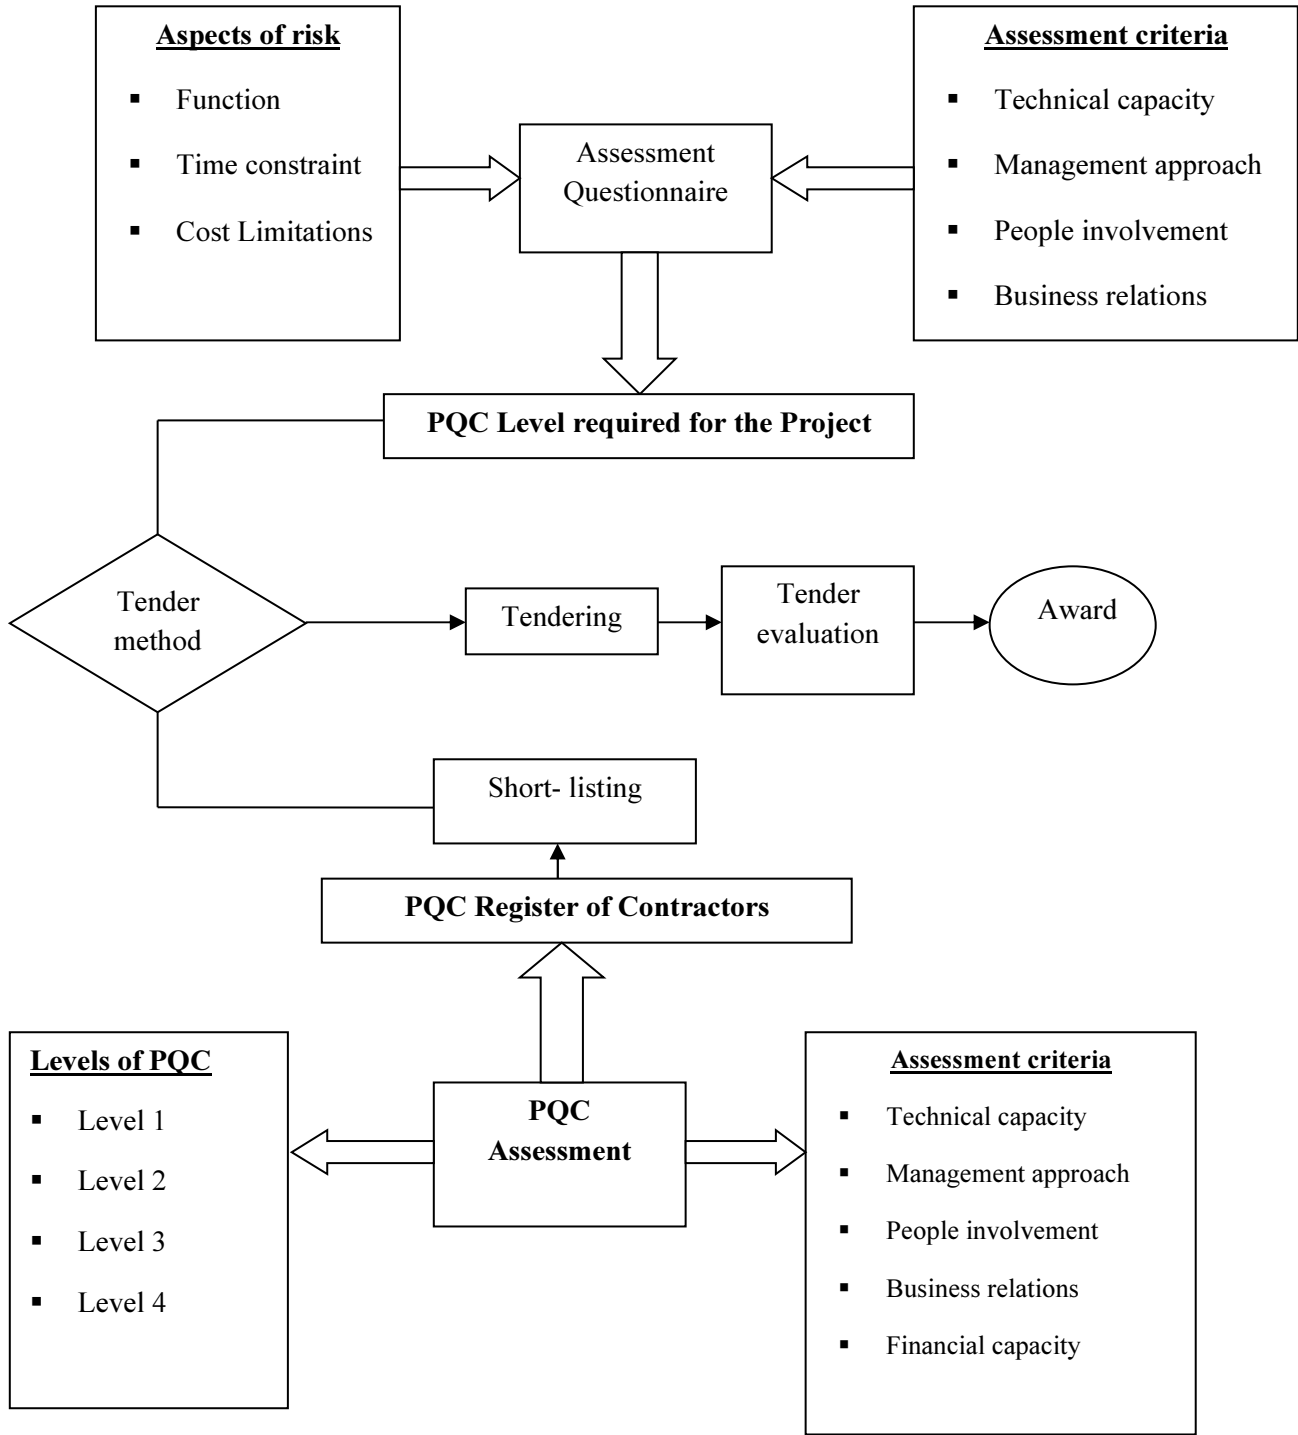 Aspects of risk
▪ Function
▪ Time constraint
▪ Cost Limitations
Assessment
Questionnaire
Assessment criteria
▪ Technical capacity
▪ Management approach
▪ People involvement
▪ Business relations
PQC Level required for the Project
Tender
method
Tendering
Tender
evaluation
Award
Short- listing
PQC Register of Contractors
Levels of PQC
▪ Level 1
▪ Level 2
▪ Level 3
▪ Level 4
PQC
Assessment
Assessment criteria
▪ Technical capacity
▪ Management approach
▪ People involvement
▪ Business relations
▪ Financial capacity